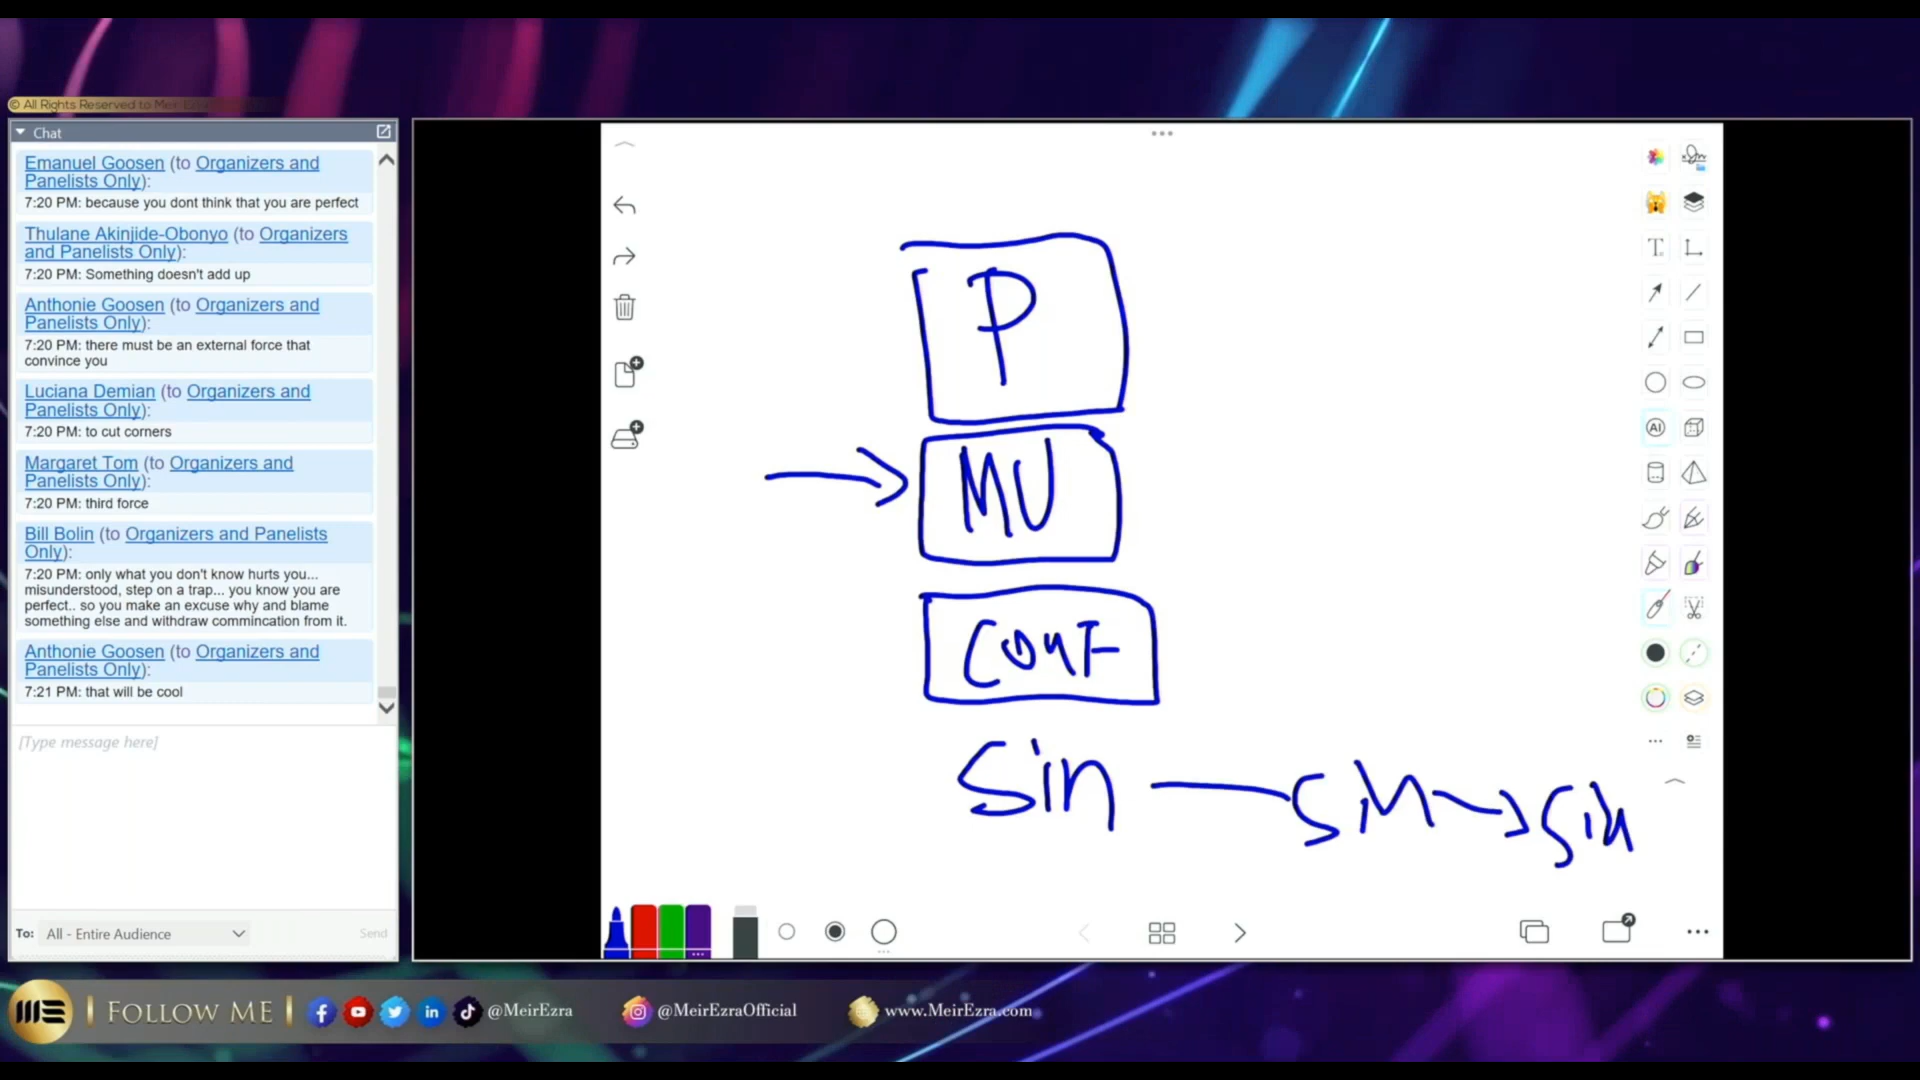 © All Rights Reserved to Meir
Chat
Emanuel Goosen (to Organizers and
Panelists Only):
7:20 PM: because you dont think that you are perfect
Thulane Akinjide-Obonyo (to Organizers
and Panelists Only):
7:20 PM: Something doesn't add up
Anthonie Goosen (to Organizers and
Panelists Only):
7:20 PM: there must be an external force that
convince you
Luciana Demian (to Organizers and
Panelists Only):
7:20 PM: to cut corners
Margaret Tom (to Organizers and
Panelists Only):
7:20 PM: third force
Bill Bolin (to Organizers and Panelists
Only):
7:20 PM: only what you don't know hurts you...
misunderstood, step on a trap... you know you are
perfect.. so you make an excuse why and blame
something else and withdraw commincation from it.
Anthonie Goosen (to Organizers and
Panelists Only):
7:21 PM: that will be cool
[Type message here]
To: All - Entire Audience Send
P
MU
CONF
Sin sin sin
AI
ME FOLLOW ME @MeirEzra @MeirEzraOfficial www.MeirEzra.com